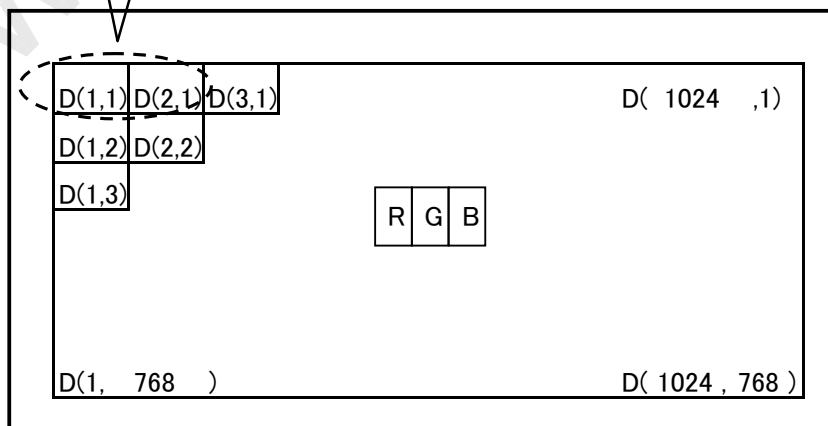 D(1,1) D(2,1) D(3,1) D( 1024 ,1)
D(1,2) D(2,2)
D(1,3)
R G B
D(1, 768 )
D( 1024 , 768 )